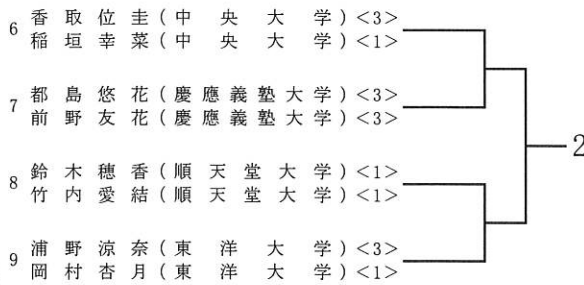 6 香取位圭(中央大学)<3>
稲垣幸菜(中央大学)<1>
7 都島悠花(慶應義塾大学)<3>
前野友花(慶應義塾大学)<3>
8 鈴木穂香(順天堂大学)<1>
竹内愛結(順天堂大学)<1>
9 浦野涼奈(東洋大学)<3>
岡村杏月(東洋大学)<1>
2